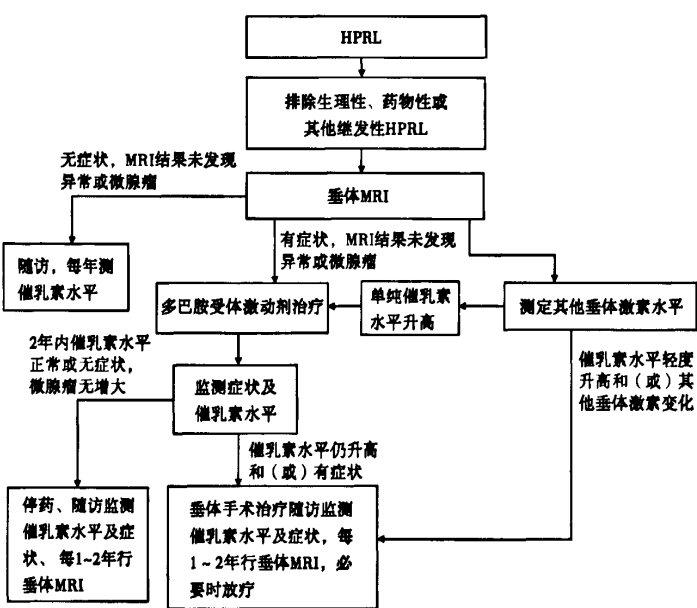 HPRL
排除生理性、药物性或
其他继发性HPRL
无症状，MRI结果未发现
异常或微腺瘤
垂体MRI
有症状，MRI结果未发现
异常或微腺瘤
随访，每年测
催乳素水平
多巴胺受体激动剂治疗
单纯催乳素
水平升高
测定其他垂体激素水平
2年内催乳素水平
正常或无症状，
微腺瘤无增大
监测症状及
催乳素水平
催乳素水平轻度
升高和（或）其
他垂体激素变化
催乳素水平仍升高
和（或）有症状
停药、随访监测
催乳素水平及症
状、每1~2年行
垂体MRI
垂体手术治疗随访监测
催乳素水平及症状，每
1～2年行垂体MRI，必
要时放疗